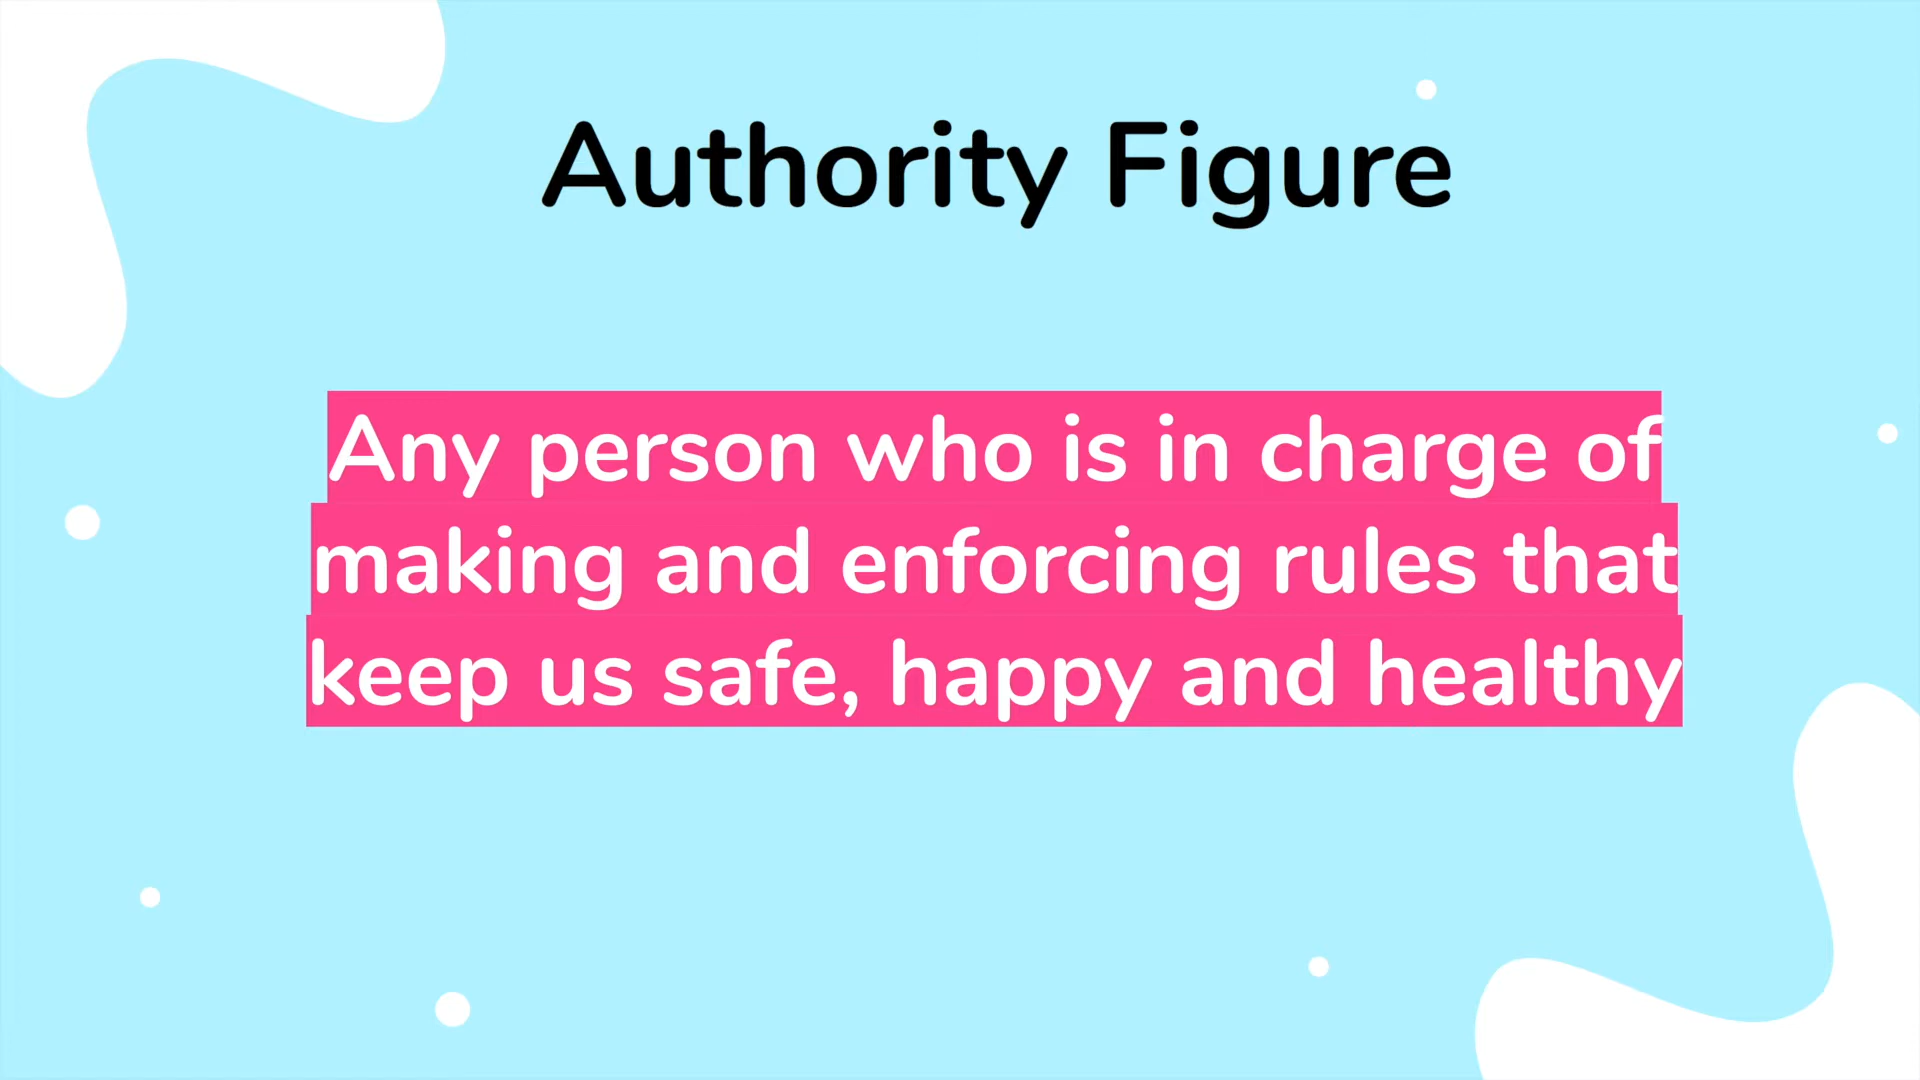 Authority Figure
Any person who is in charge of
making and enforcing rules that
keep us safe, happy and healthy